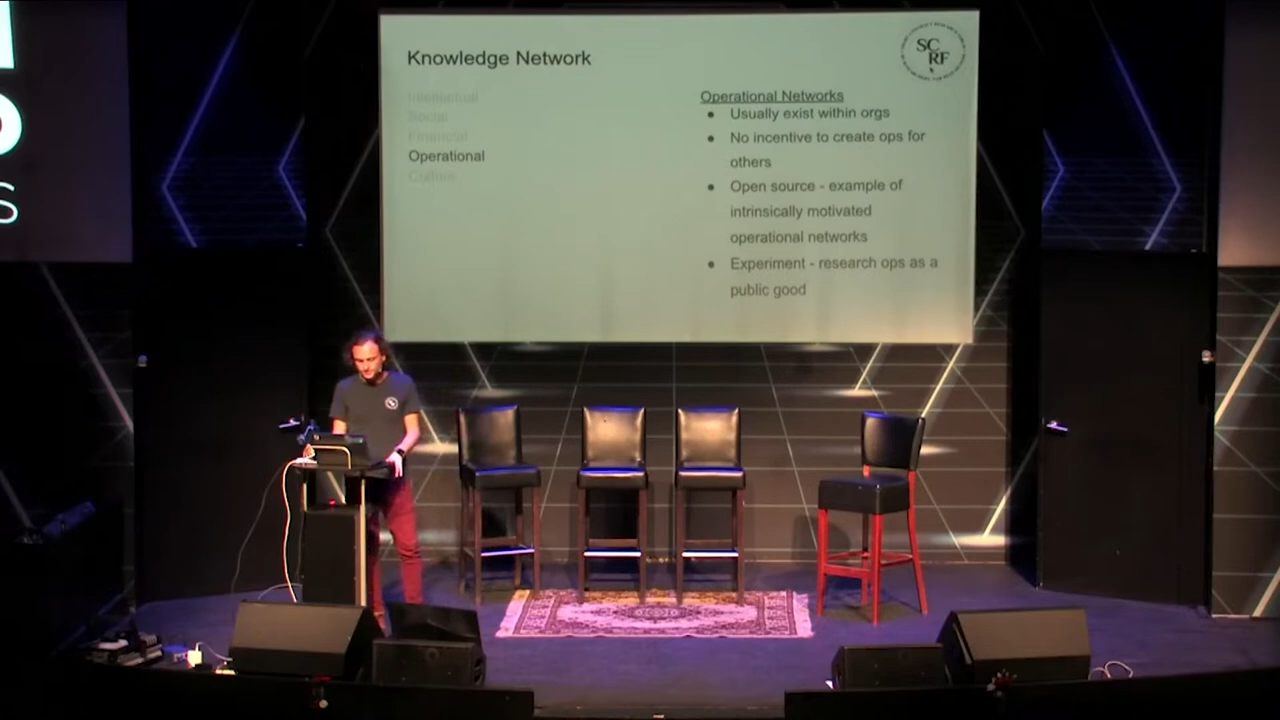 Knowledge Network
Intellectual
Social
Financial
Operational
Culture
Operational Networks
● Usually exist within orgs
● No incentive to create ops for
others
● Open source - example of
intrinsically motivated
operational networks
● Experiment - research ops as a
public good
SC
RF
S